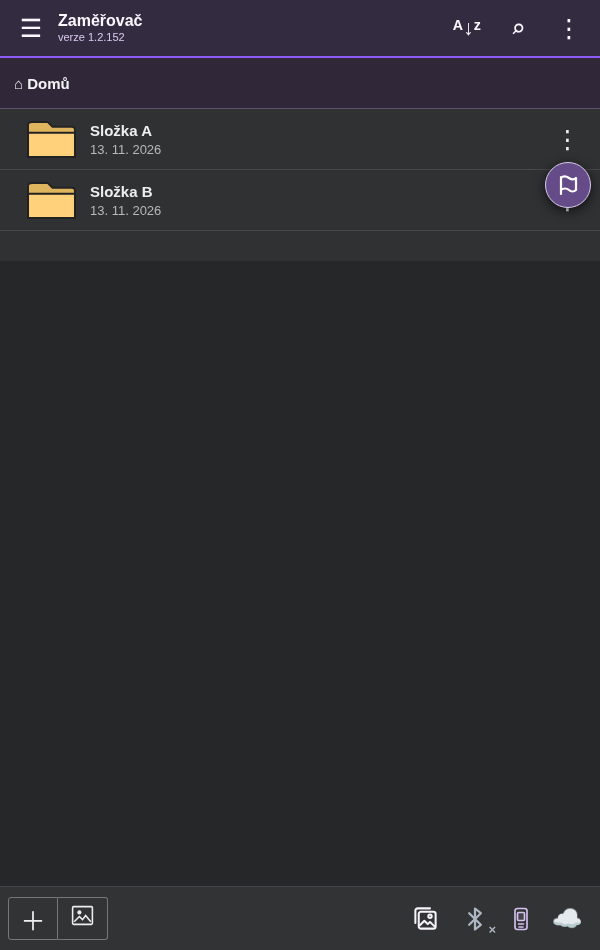 Zaměřovač
verze 1.2.152
A↓z
⌂ Domů
Složka A
13. 11. 2026
Složka B
13. 11. 2026